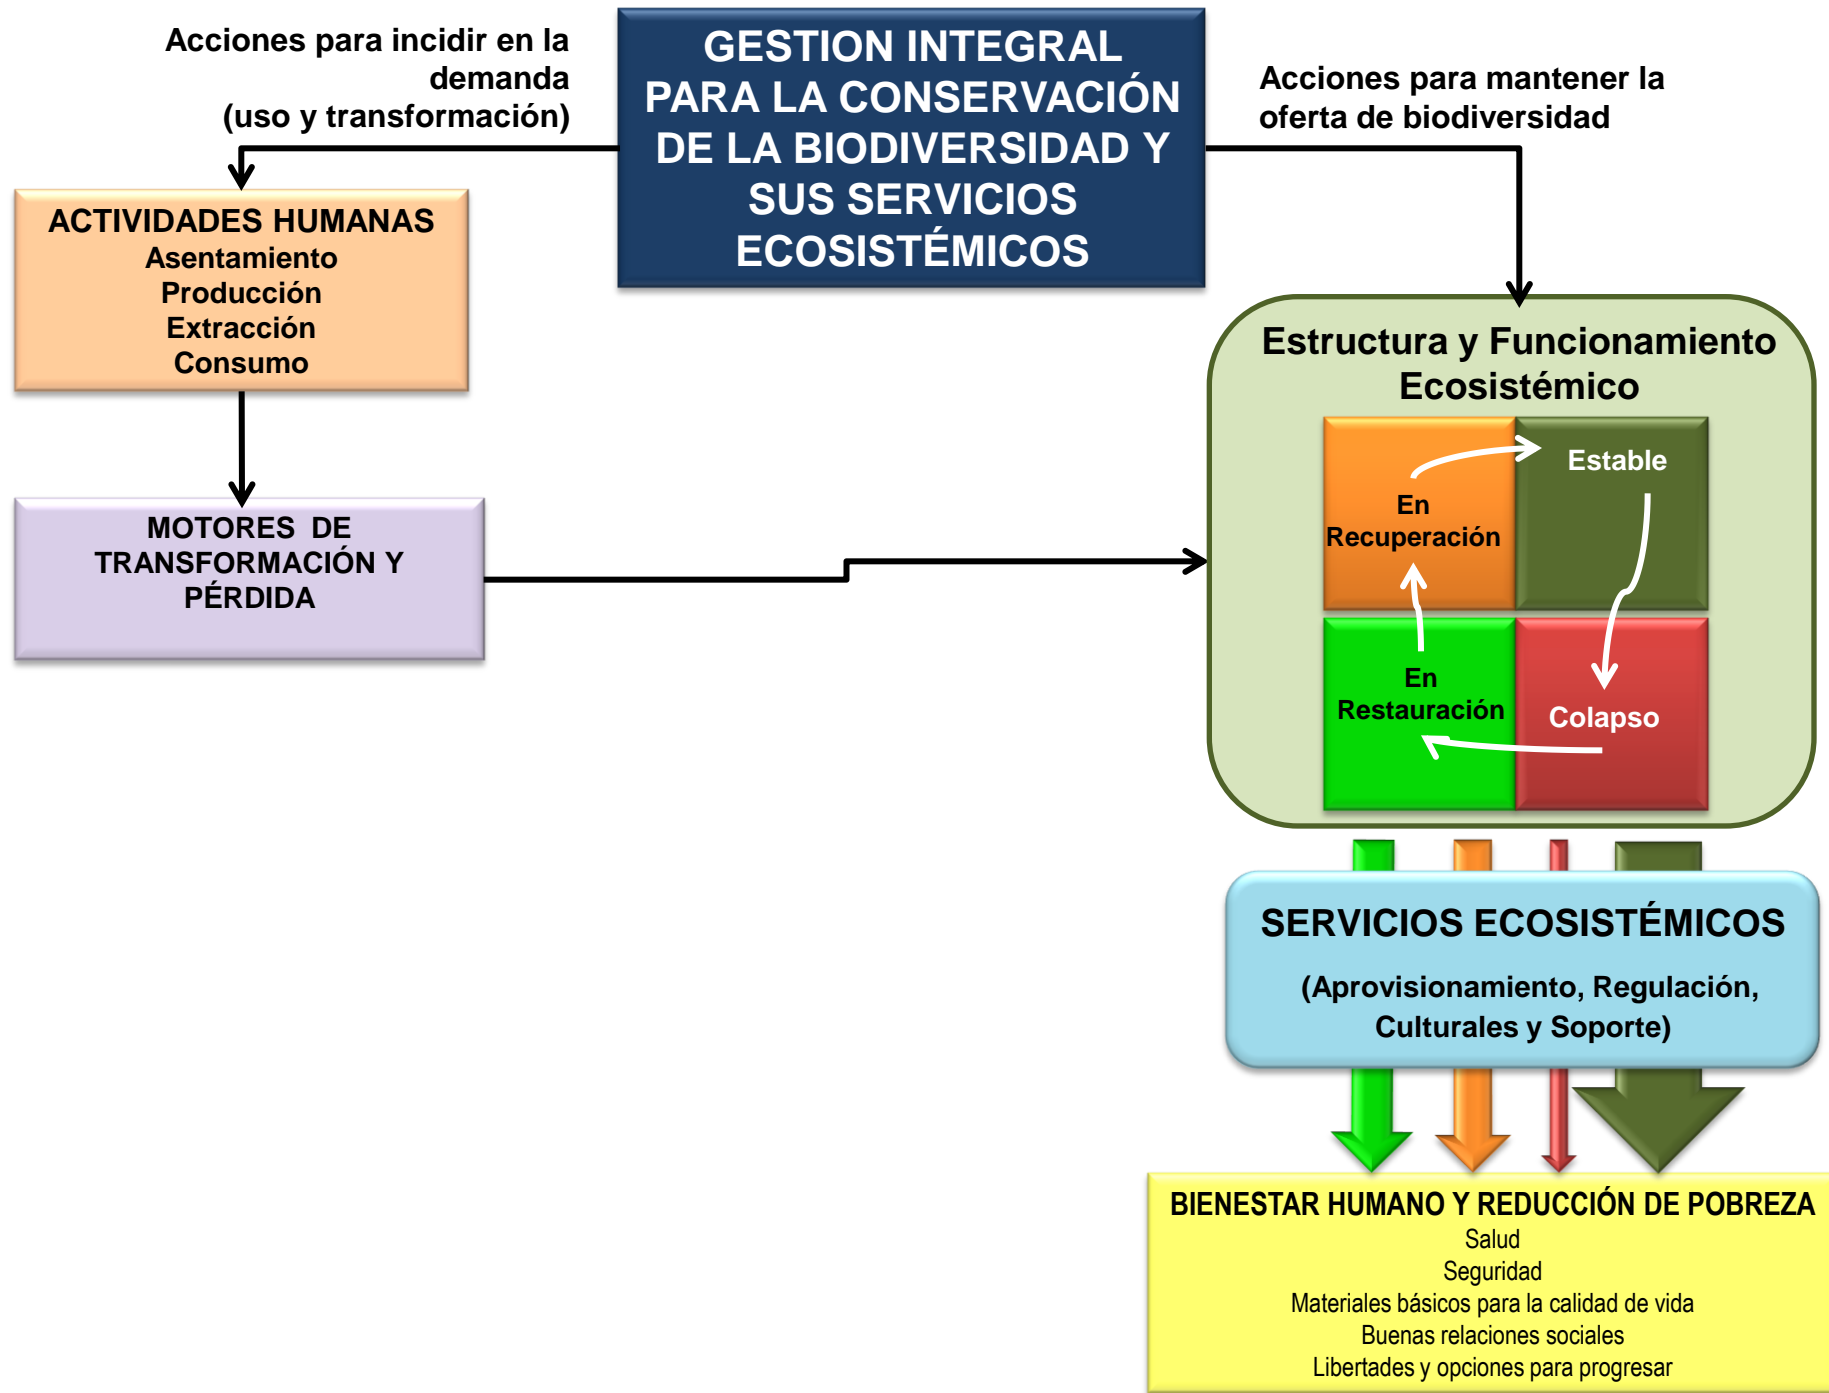 Acciones para incidir en la
demanda
(uso y transformación)
GESTION INTEGRAL
PARA LA CONSERVACIÓN
DE LA BIODIVERSIDAD Y
SUS SERVICIOS
ECOSISTÉMICOS
Acciones para mantener la
oferta de biodiversidad
ACTIVIDADES HUMANAS
Asentamiento
Producción
Extracción
Consumo
MOTORES DE
TRANSFORMACIÓN Y
PÉRDIDA
Estructura y Funcionamiento
Ecosistémico
En
Recuperación
Estable
En
Restauración
Colapso
SERVICIOS ECOSISTÉMICOS
(Aprovisionamiento, Regulación,
Culturales y Soporte)
BIENESTAR HUMANO Y REDUCCIÓN DE POBREZA
Salud
Seguridad
Materiales básicos para la calidad de vida
Buenas relaciones sociales
Libertades y opciones para progresar